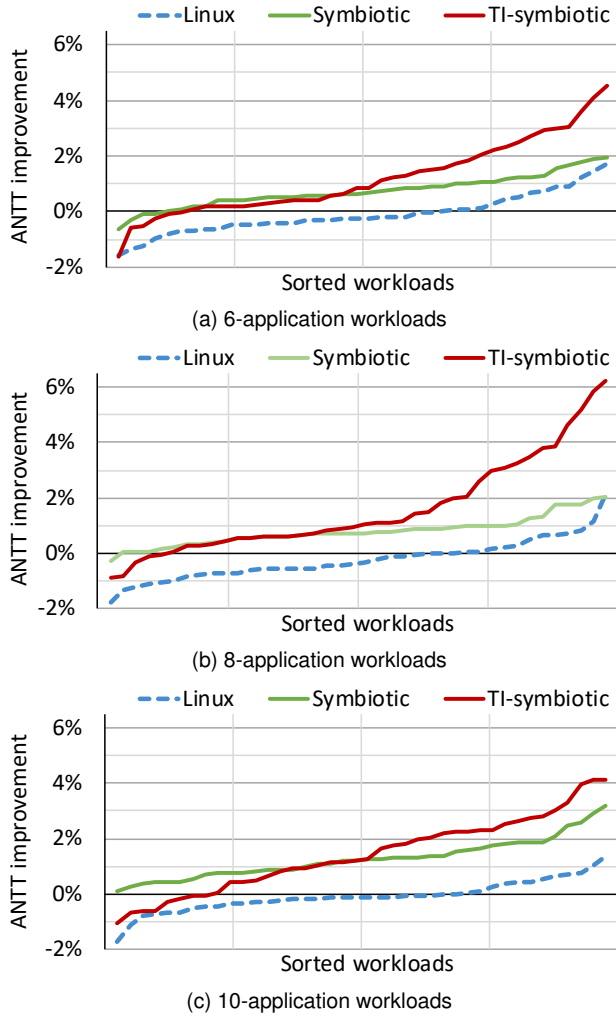 Linux Symbiotic TI-symbiotic
6%
4%
2%
0%
-2%
ANTT improvement
Sorted workloads
(a) 6-application workloads
Linux Symbiotic TI-symbiotic
6%
4%
2%
0%
-2%
ANTT improvement
Sorted workloads
(b) 8-application workloads
Linux Symbiotic TI-symbiotic
6%
4%
2%
0%
-2%
ANTT improvement
Sorted workloads
(c) 10-application workloads